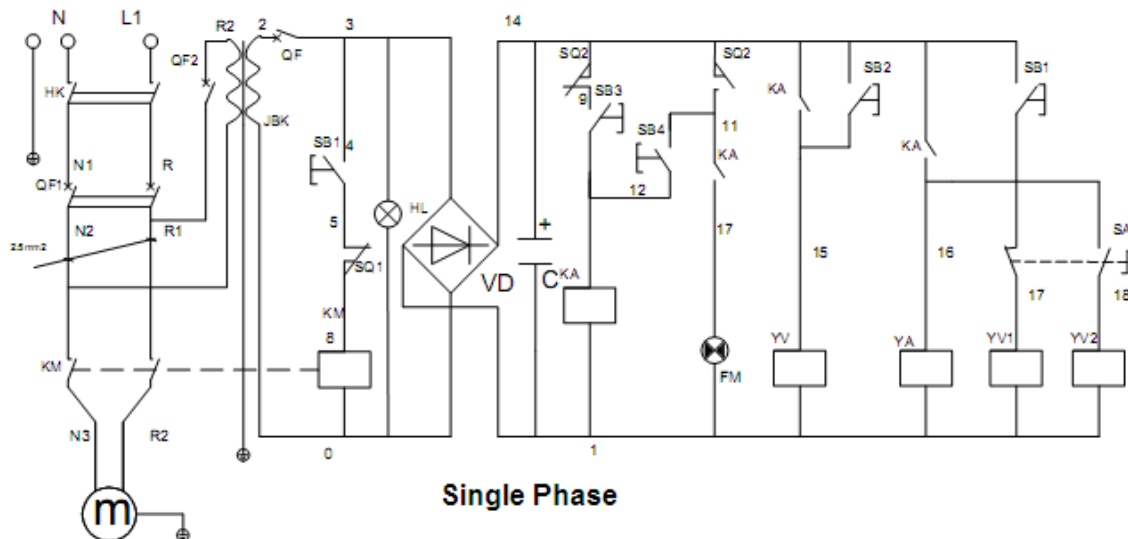 N L1 R2 2 3 14
QF2 QF SQ2 SQ2
HK KA SB2 SB1
9 SB3
JBK SB4 11
SB1 4 KA KA
N1 R 12
QF1
N2 R1 5 HL + 17 15 16 SA
2.5mm2
SQ1 VD C KA 17 18
KM
8 YV YA YV1 YV2
KM FM
N3 R2 0 1
Single Phase
m